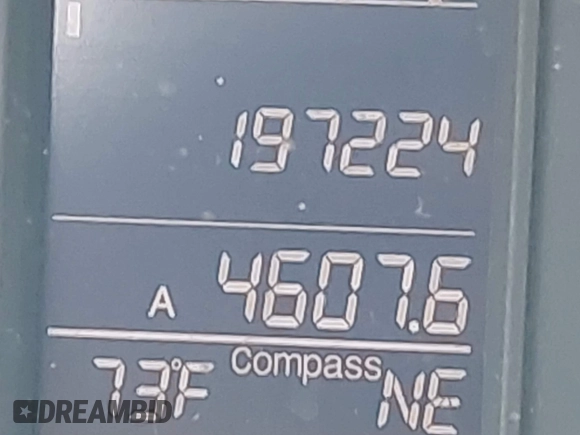 197224
A 4607.6
73°F Compass NE
DREAMBID